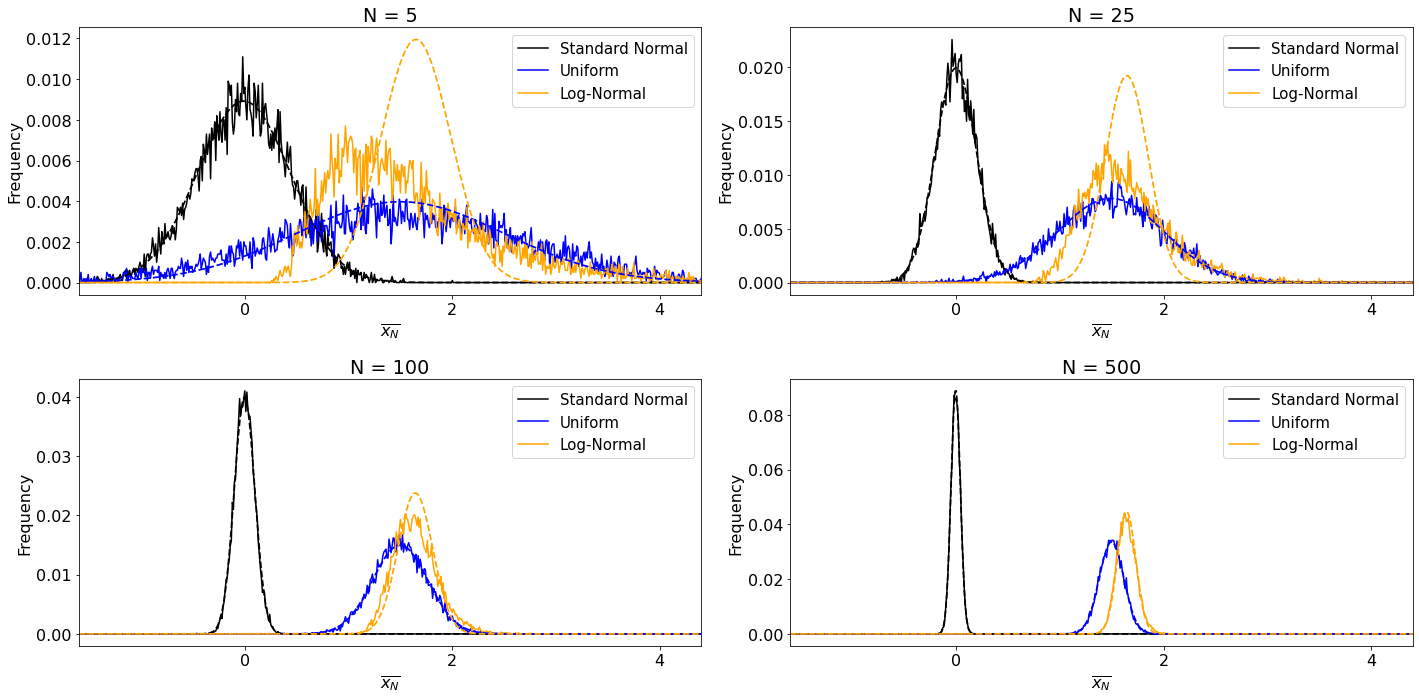 N = 5
0.012
0.010
0.008
0.006
0.004
0.002
0.000
Frequency
Standard Normal
Uniform
Log-Normal
0 2 4
x̅_N
N = 25
0.020
0.015
0.010
0.005
0.000
Frequency
Standard Normal
Uniform
Log-Normal
0 2 4
x̅_N
N = 100
0.04
0.03
0.02
0.01
0.00
Frequency
Standard Normal
Uniform
Log-Normal
0 2 4
x̅_N
N = 500
0.08
0.06
0.04
0.02
0.00
Frequency
Standard Normal
Uniform
Log-Normal
0 2 4
x̅_N